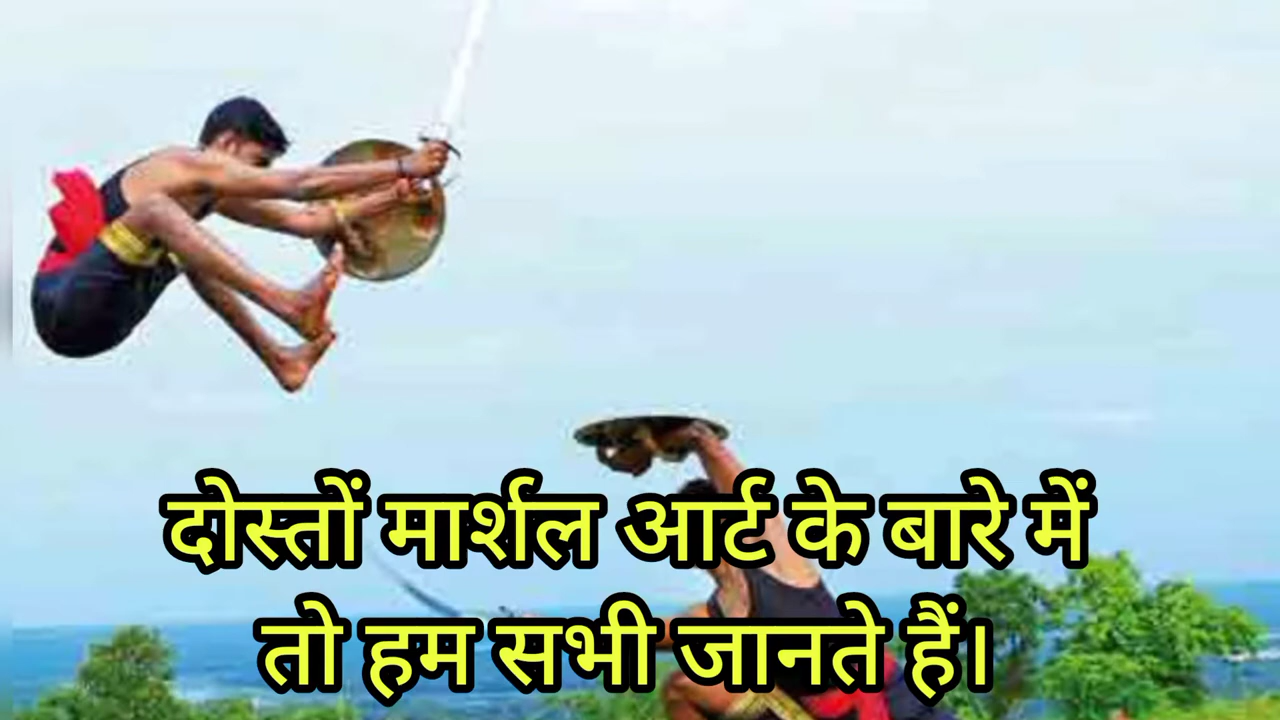 दोस्तों मार्शल आर्ट के बारे में
तो हम सभी जानते हैं।